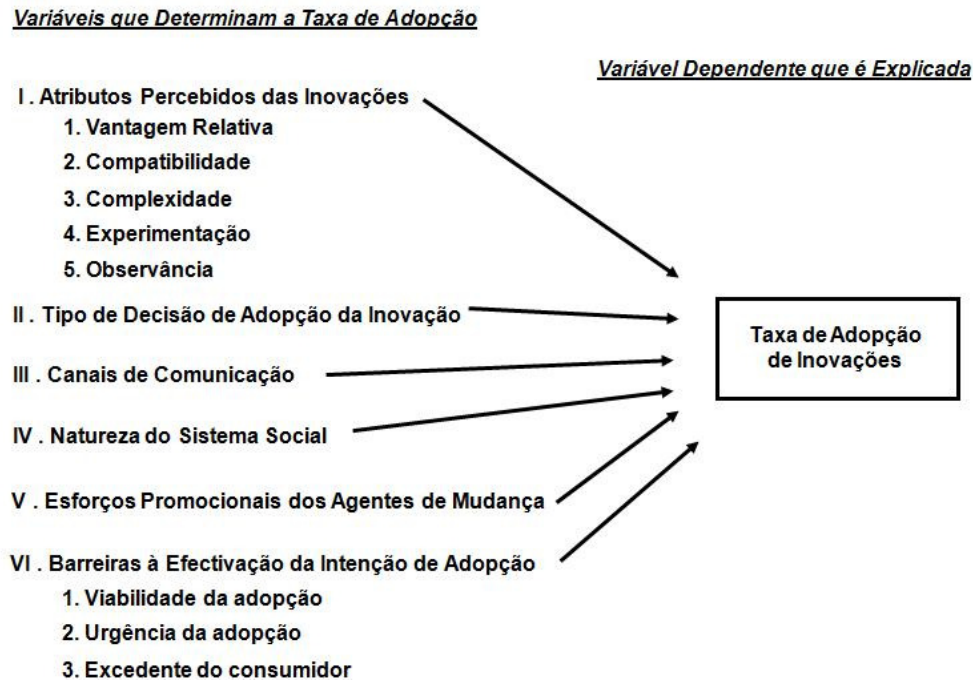 Variáveis que Determinam a Taxa de Adopção
Variável Dependente que é Explicada
I . Atributos Percebidos das Inovações
1. Vantagem Relativa
2. Compatibilidade
3. Complexidade
4. Experimentação
5. Observância
II . Tipo de Decisão de Adopção da Inovação
III . Canais de Comunicação
IV . Natureza do Sistema Social
V . Esforços Promocionais dos Agentes de Mudança
VI . Barreiras à Efectivação da Intenção de Adopção
1. Viabilidade da adopção
2. Urgência da adopção
3. Excedente do consumidor
Taxa de Adopção
de Inovações